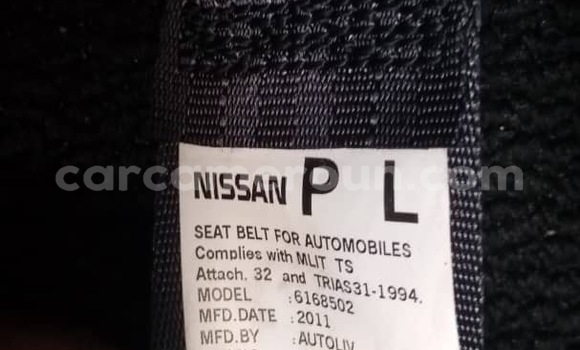 NISSAN P L
SEAT BELT FOR AUTOMOBILES
Complies with MLIT TS
Attach. 32 and TRIAS31-1994.
MODEL :6168502
MFD.DATE :2011
MFD.BY :AUTOLIV
carcameroun.com